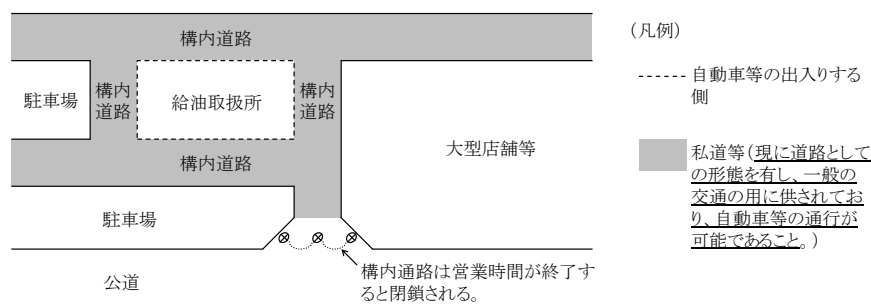 構内道路
(凡例)
------ 自動車等の出入りする
側
駐車場
構内
道路
給油取扱所
構内
道路
大型店舗等
構内道路
私道等(現に道路として
の形態を有し、一般の
交通の用に供されてお
り、自動車等の通行が
可能であること。)
駐車場
公道
構内通路は営業時間が終了す
ると閉鎖される。